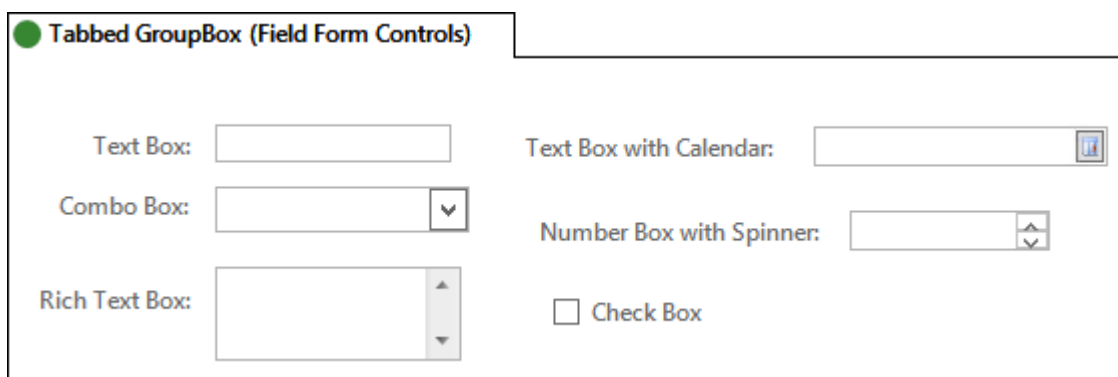 Tabbed GroupBox (Field Form Controls)
Text Box:
Text Box with Calendar:
Combo Box:
Number Box with Spinner:
Rich Text Box:
Check Box